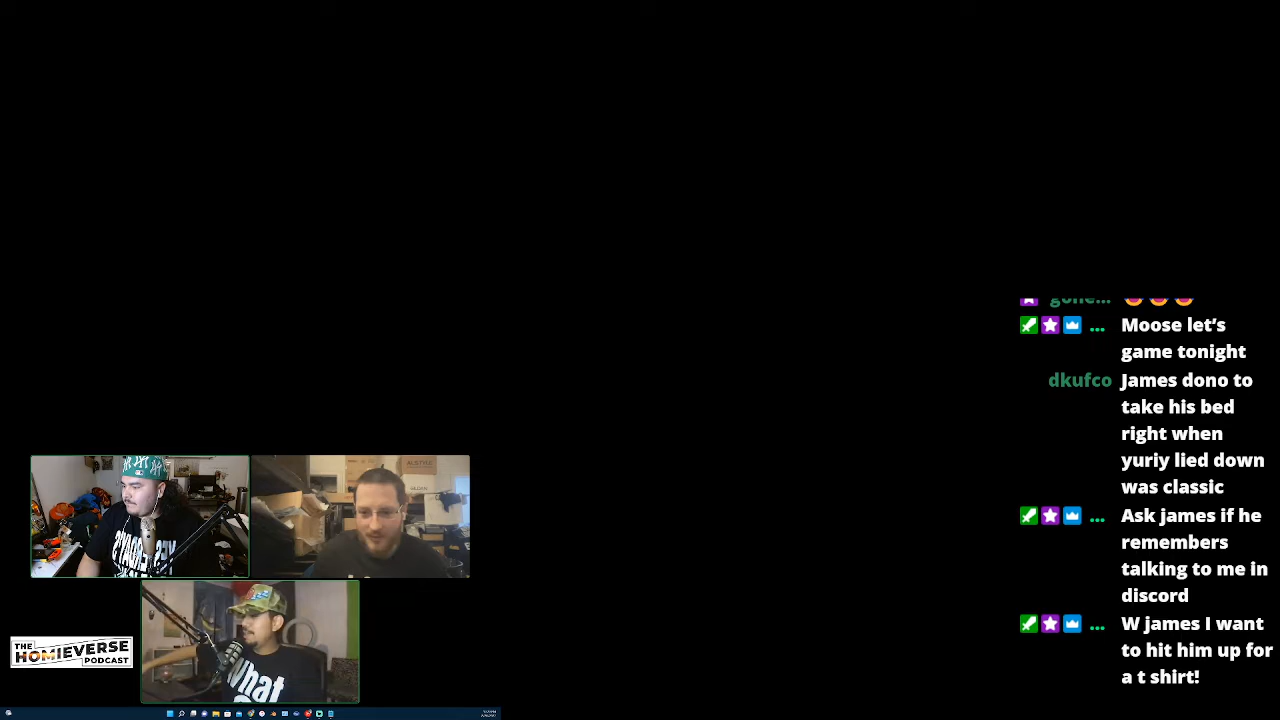 gone...
Moose let’s
game tonight
dkufco James dono to
take his bed
right when
yuriy lied down
was classic
... Ask james if he
remembers
talking to me in
discord
... W james I want
to hit him up for
a t shirt!
THE
HOMIEVERSE
PODCAST
What